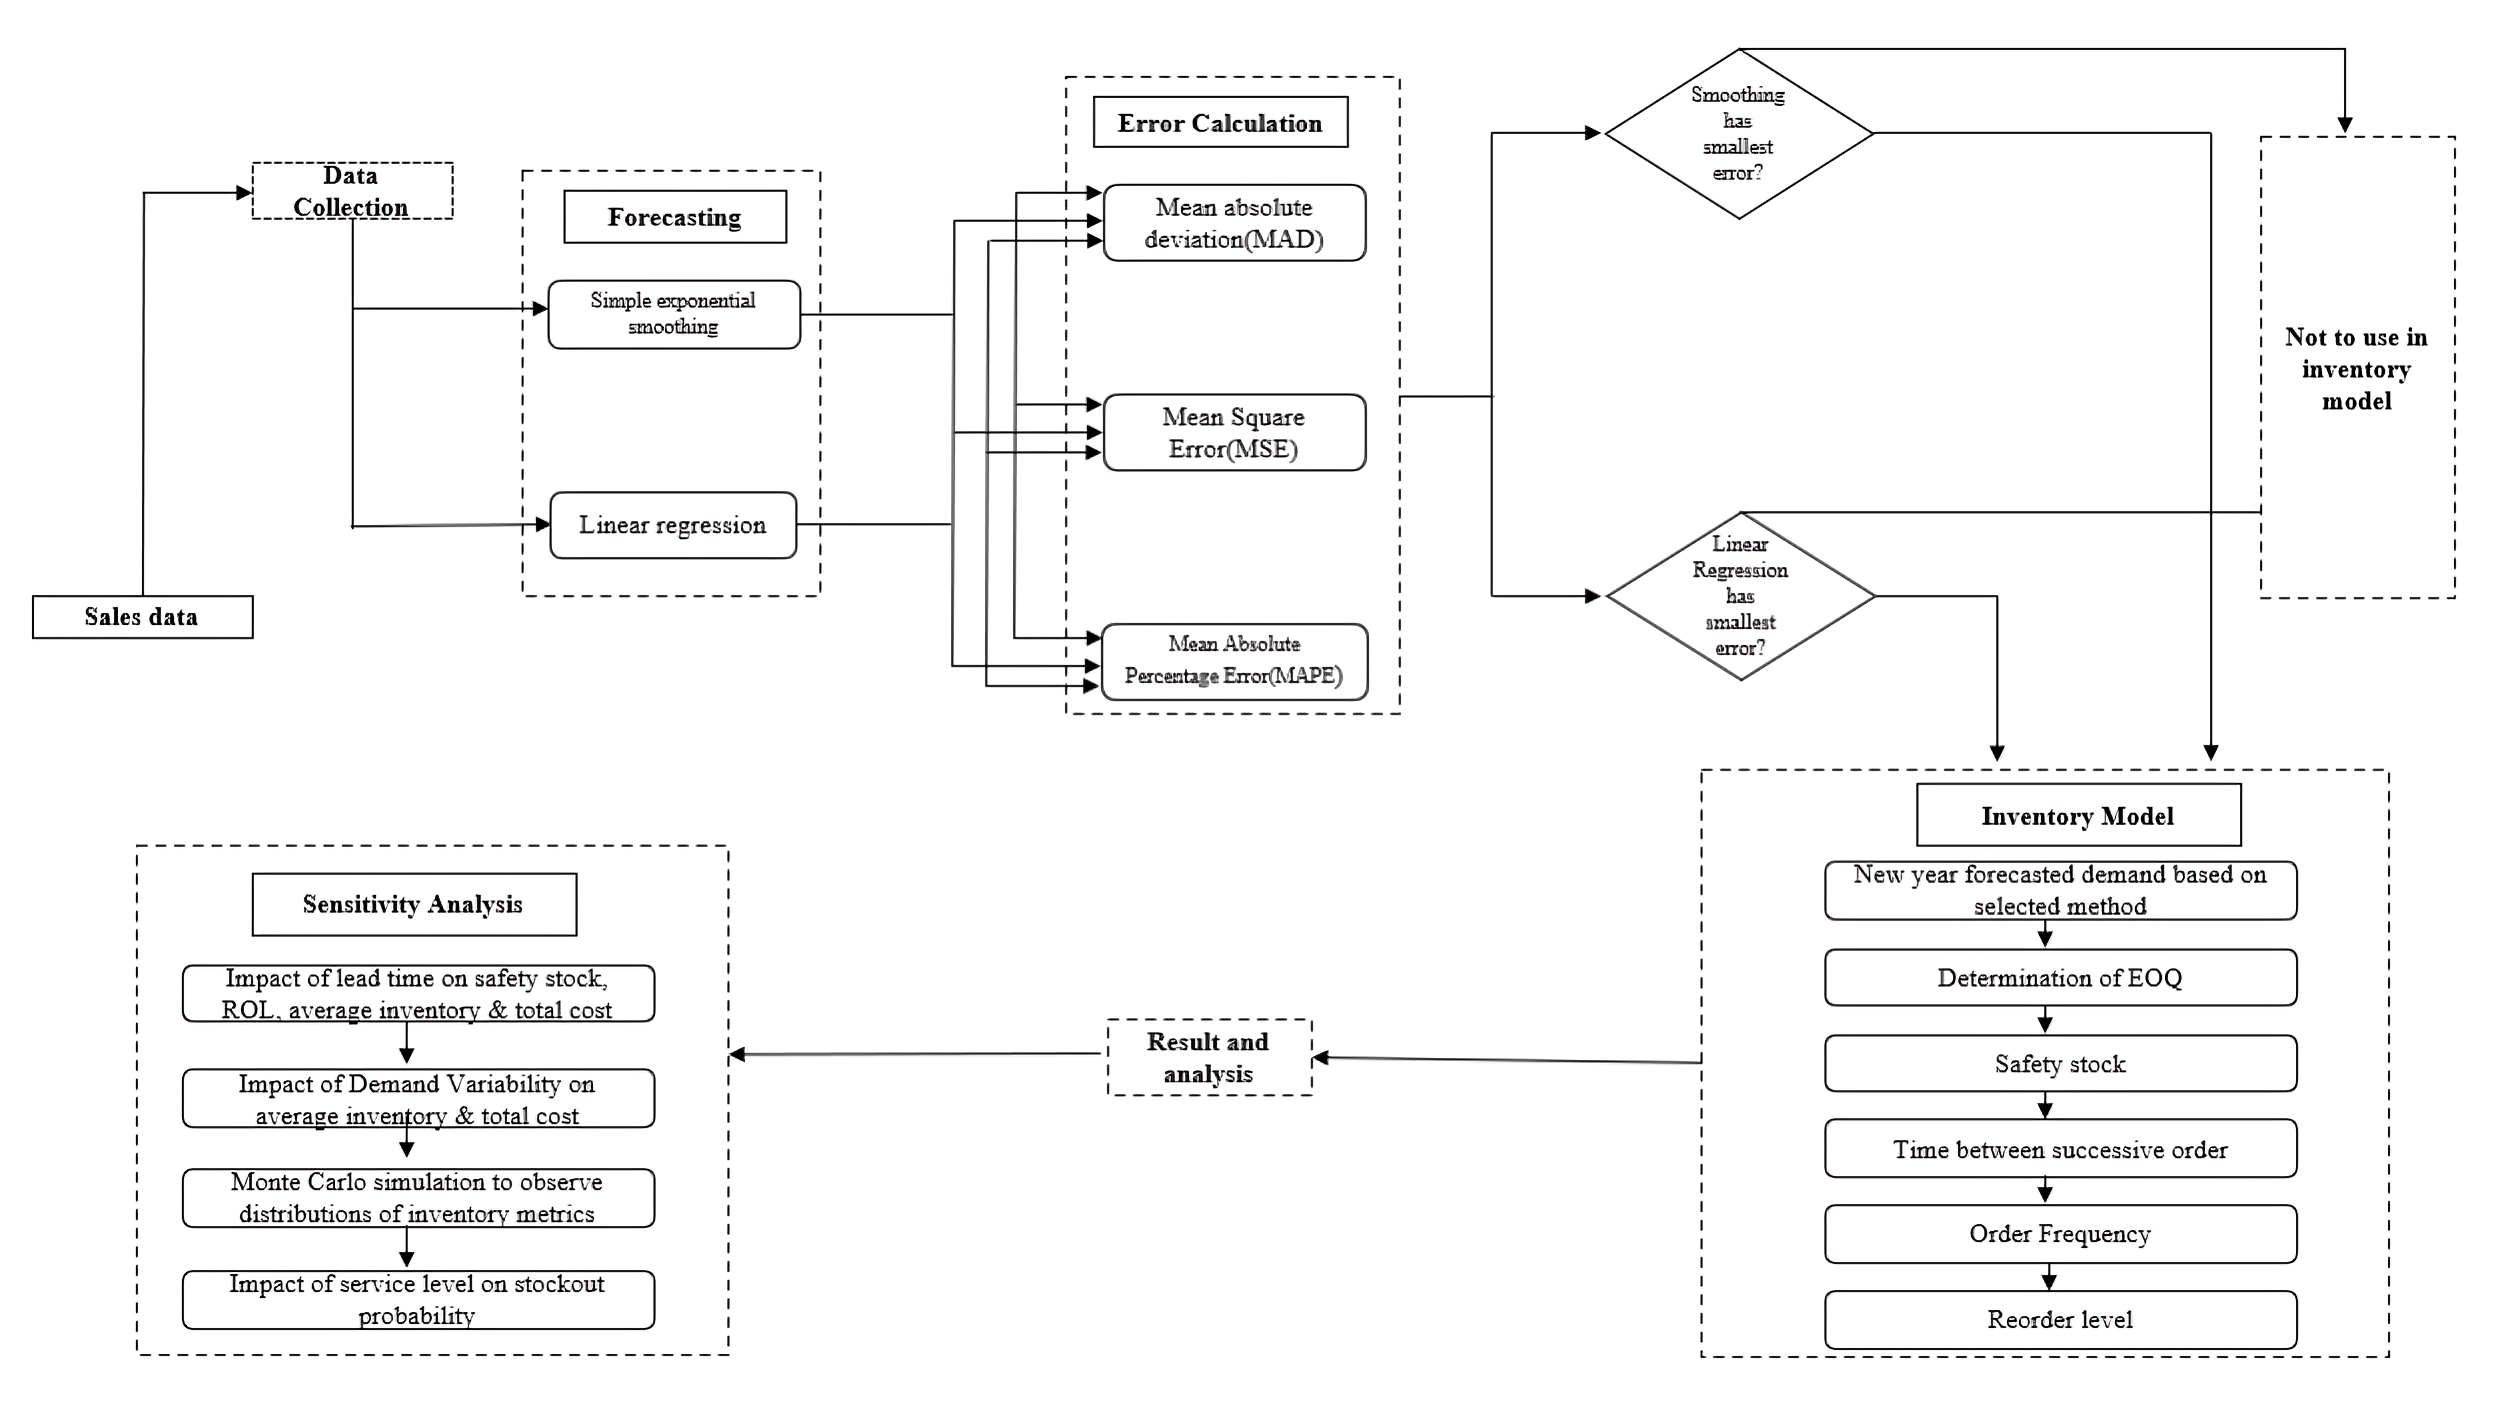 Sales data
Data
Collection
Forecasting
Simple exponential
smoothing
Linear regression
Error Calculation
Mean absolute
deviation(MAD)
Mean Square
Error(MSE)
Mean Absolute
Percentage Error(MAPE)
Smoothing
has
smallest
error?
Linear
Regression
has
smallest
error?
Not to use in
inventory
model
Inventory Model
New year forecasted demand based on
selected method
Determination of EOQ
Safety stock
Time between successive order
Order Frequency
Reorder level
Result and
analysis
Sensitivity Analysis
Impact of lead time on safety stock,
ROL, average inventory & total cost
Impact of Demand Variability on
average inventory & total cost
Monte Carlo simulation to observe
distributions of inventory metrics
Impact of service level on stockout
probability